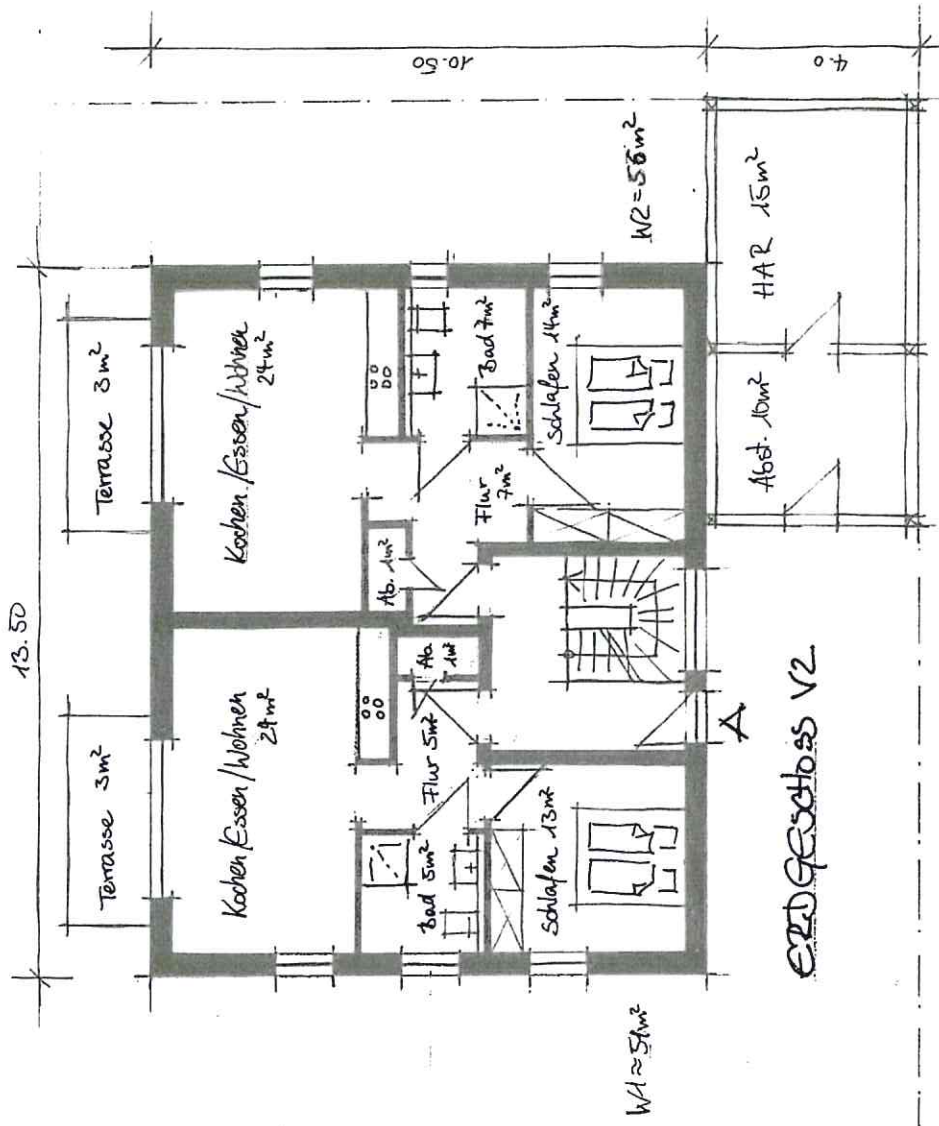 13.50
10.50
4.0
Terrasse 3m²
Terrasse 3m²
Kochen/Essen/Wohnen
24m²
Kochen/Essen/Wohnen
24m²
Ab. 1m²
Ab.
1m²
Flur 5m²
Flur
7m²
Bad 5m²
Bad 7m²
Schlafen 13m²
Schlafen 14m²
W2=56m²
Abst. 10m²
HAR 15m²
A
ERDGESCHOSS V2